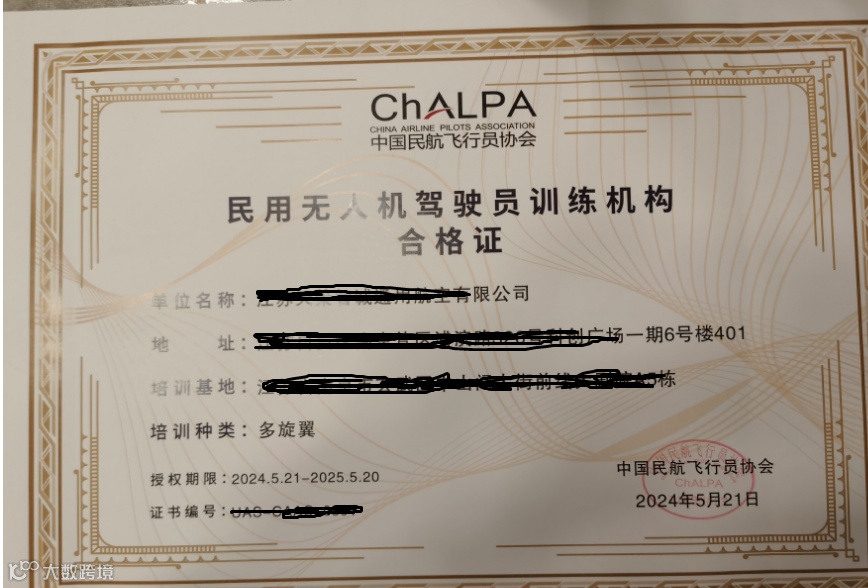 ChALPA
CHINA AIRLINE PILOTS ASSOCIATION
中国民航飞行员协会
民用无人机驾驶员训练机构
合格证
单位名称：有限公司
地 址：广场一期6号楼401
培训基地：栋
培训种类：多旋翼
授权期限：2024.5.21-2025.5.20
证书编号：
中国民航飞行员协会
ChALPA
2024年5月21日
大数跨境